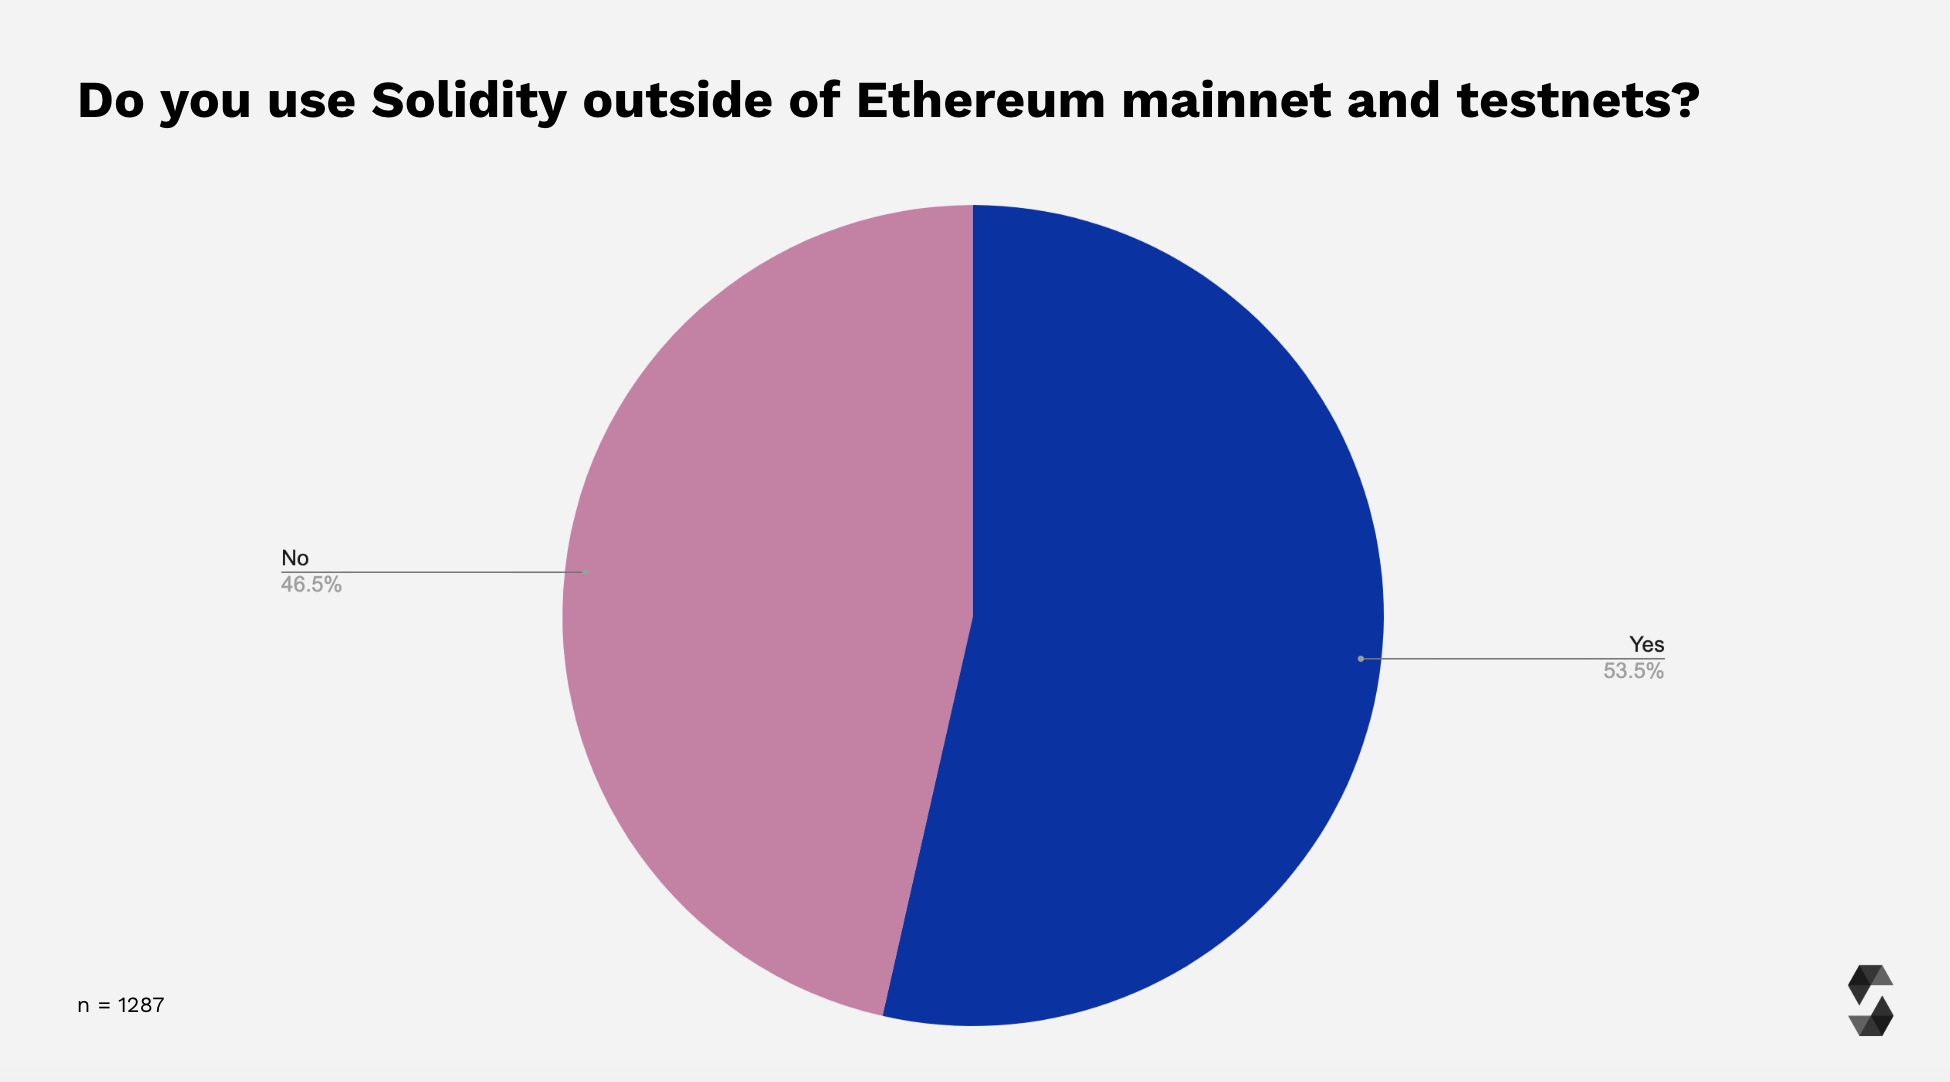 Do you use Solidity outside of Ethereum mainnet and testnets?
No
46.5%
Yes
53.5%
n = 1287